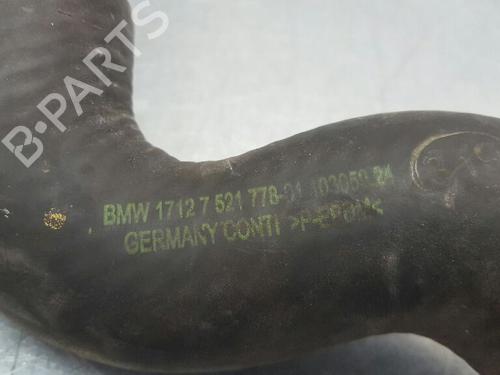 B-PARTS
BMW 1712 7 521 778-01 103050 24
GERMANY CONTI